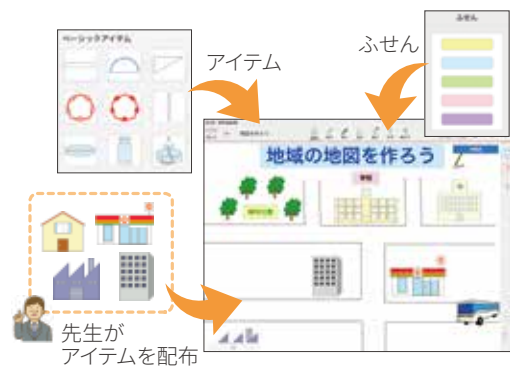 ベーシックアイテム
アイテム
ふせん
ふせん
地域の地図を作ろう
先生が
アイテムを配布